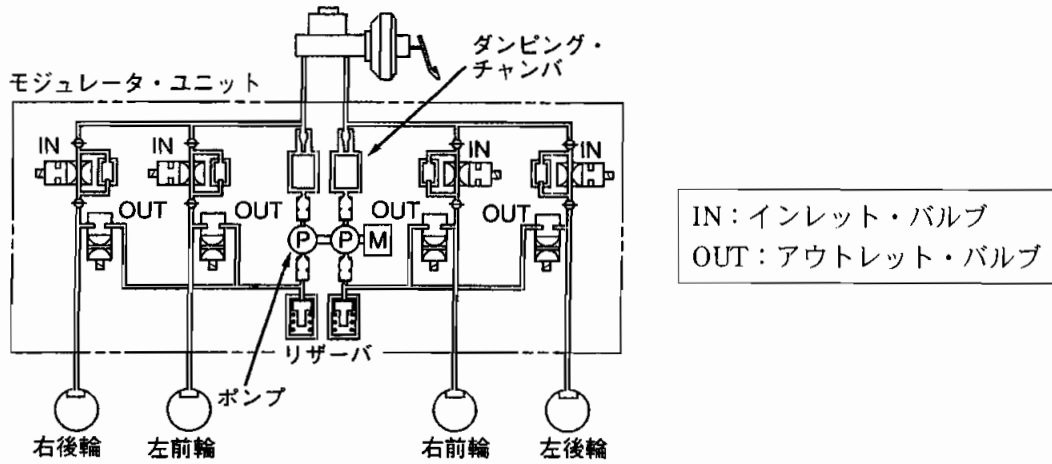 ダンピング・
チャンバ
モジュレータ・ユニット
IN
IN
IN
IN
OUT
OUT
OUT
OUT
P
P
M
IN：インレット・バルブ
OUT：アウトレット・バルブ
リザーバ
ポンプ
右後輪
左前輪
右前輪
左後輪